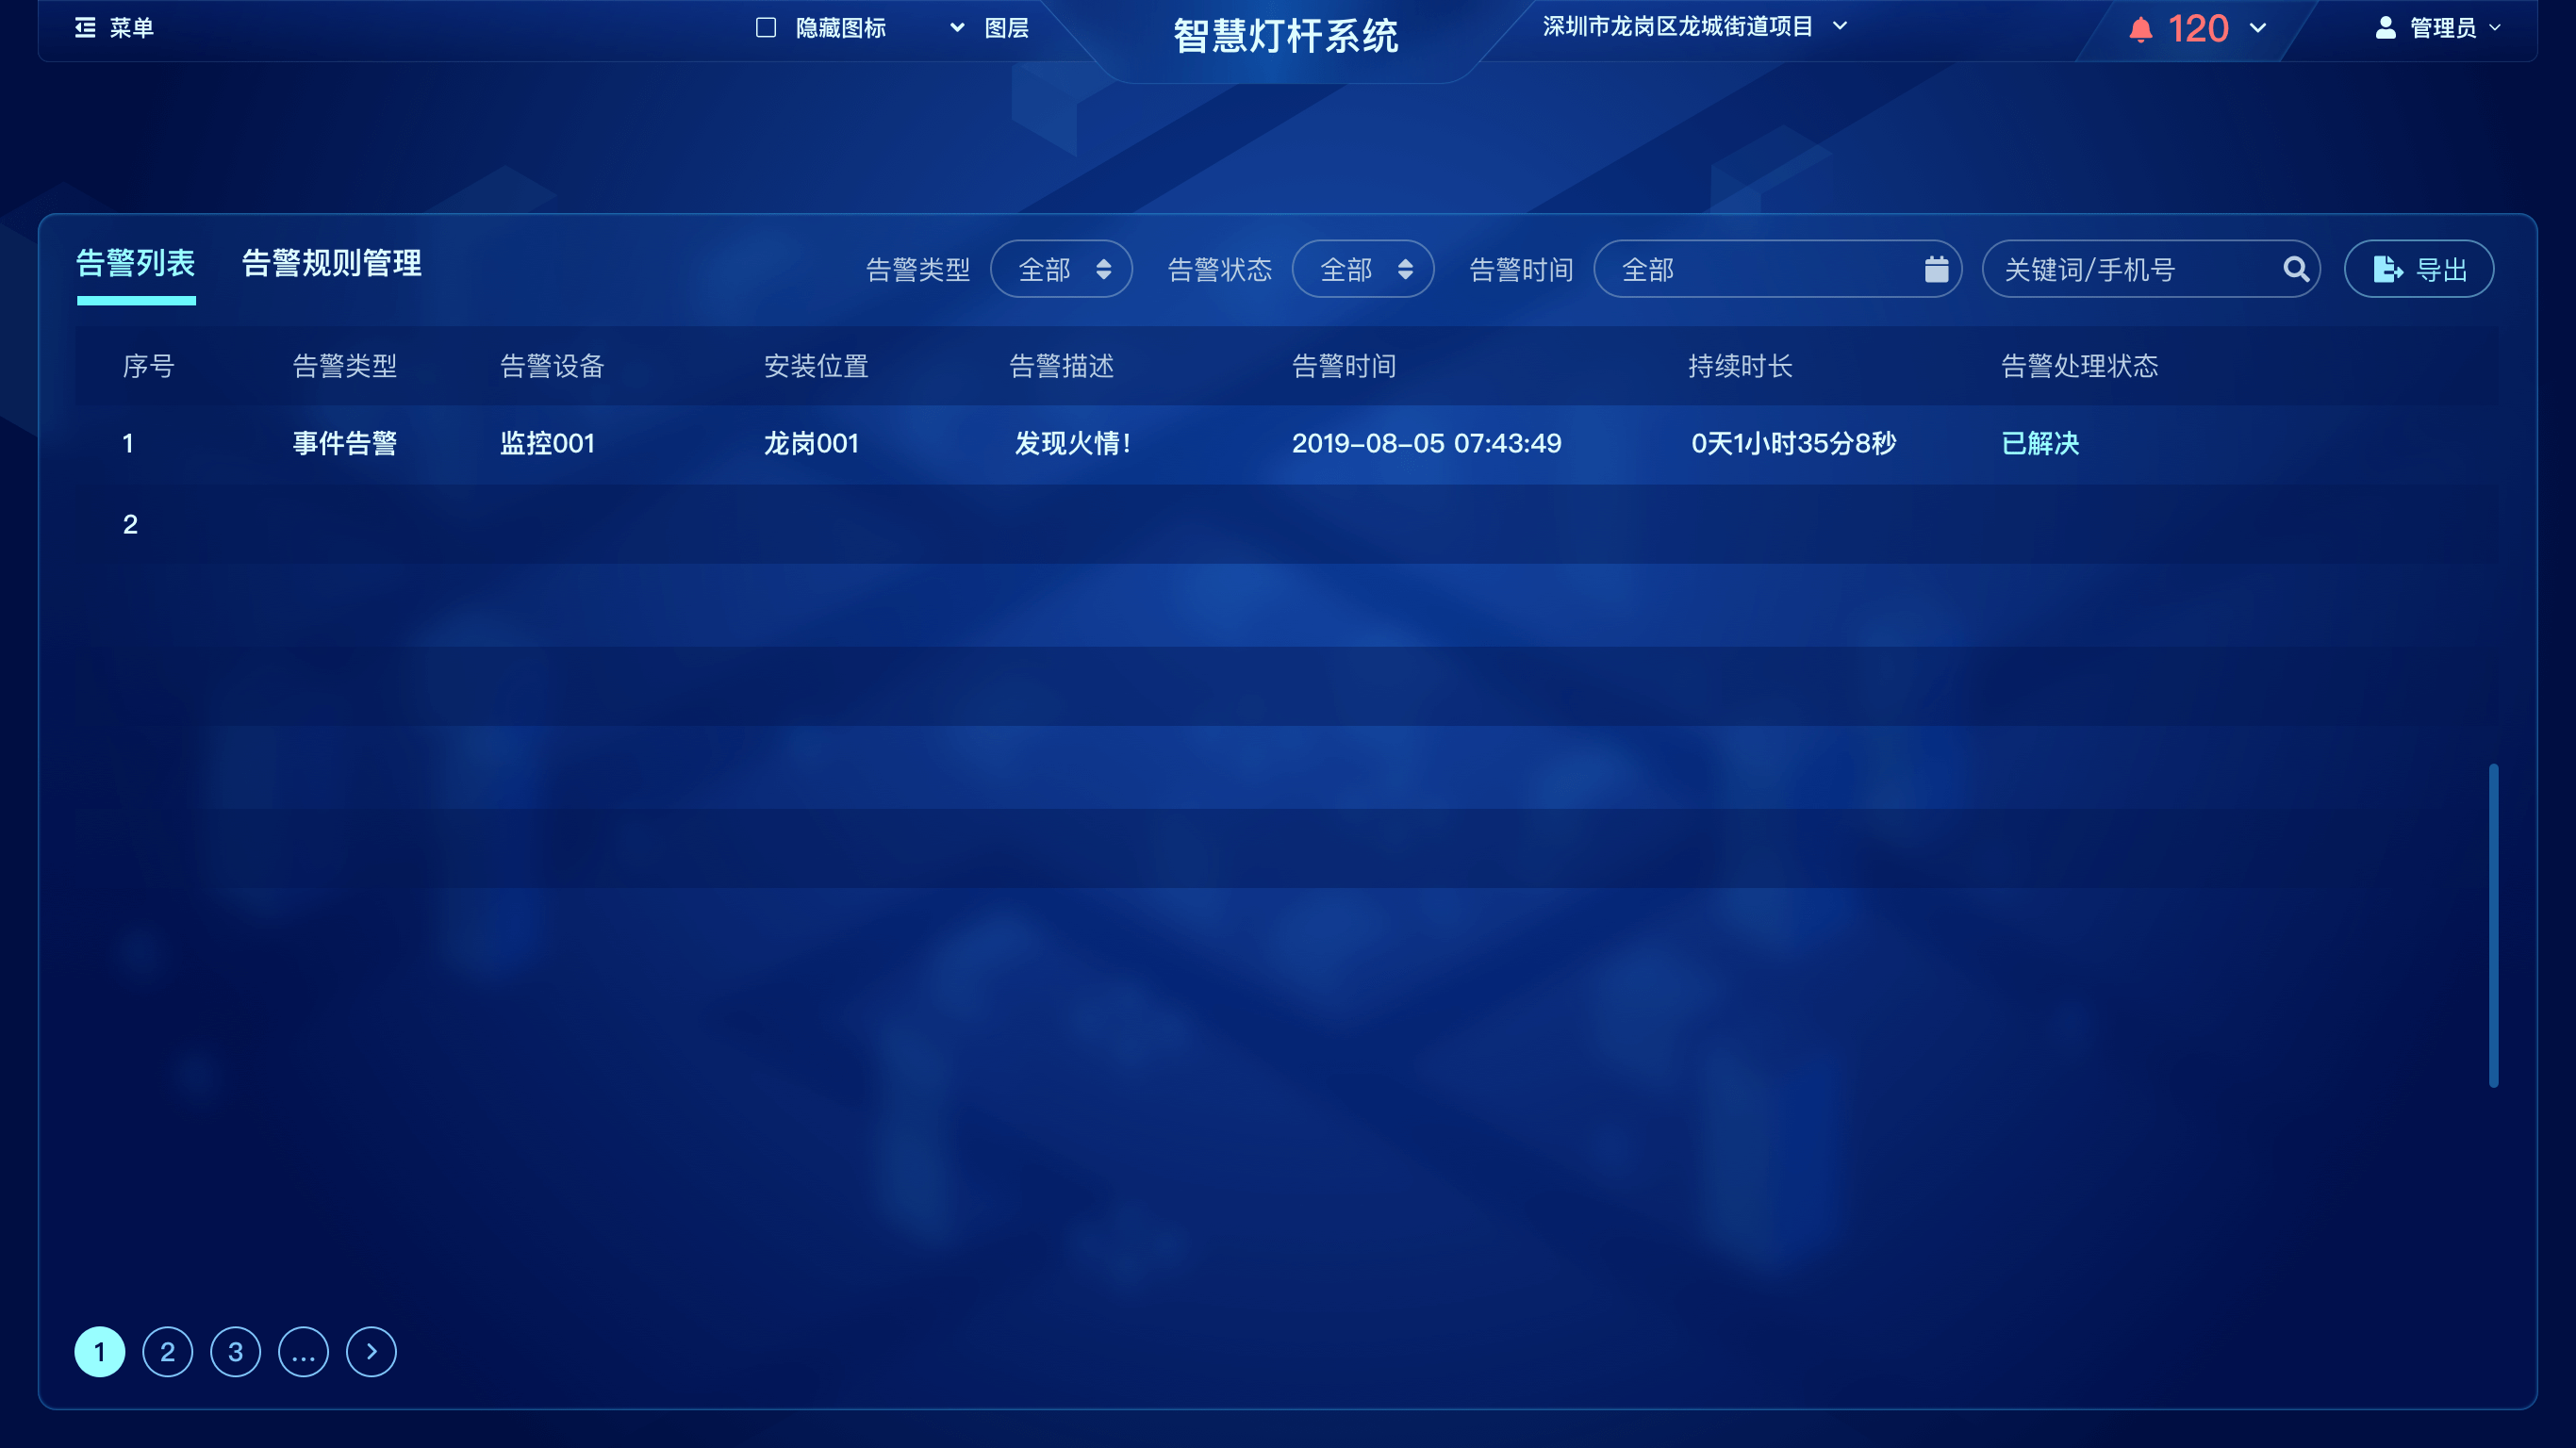 菜单 隐藏图标 图层 智慧灯杆系统 深圳市龙岗区龙城街道项目 120 管理员
告警列表 告警规则管理 告警类型 全部 告警状态 全部 告警时间 全部 关键词/手机号 导出
序号 告警类型 告警设备 安装位置 告警描述 告警时间 持续时长 告警处理状态
1 事件告警 监控001 龙岗001 发现火情! 2019-08-05 07:43:49 0天1小时35分8秒 已解决
2
1 2 3 ...